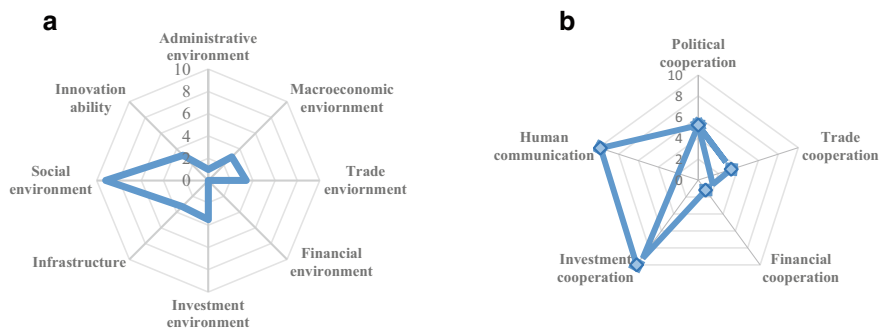 a
Administrative
environment
10
8
6
4
2
0
Macroeconomic
enviornment
Trade
enviornment
Financial
environment
Investment
environment
Infrastructure
Social
environment
Innovation
ability
b
Political
cooperation
10
8
6
4
2
0
Trade
cooperation
Financial
cooperation
Investment
cooperation
Human
communication